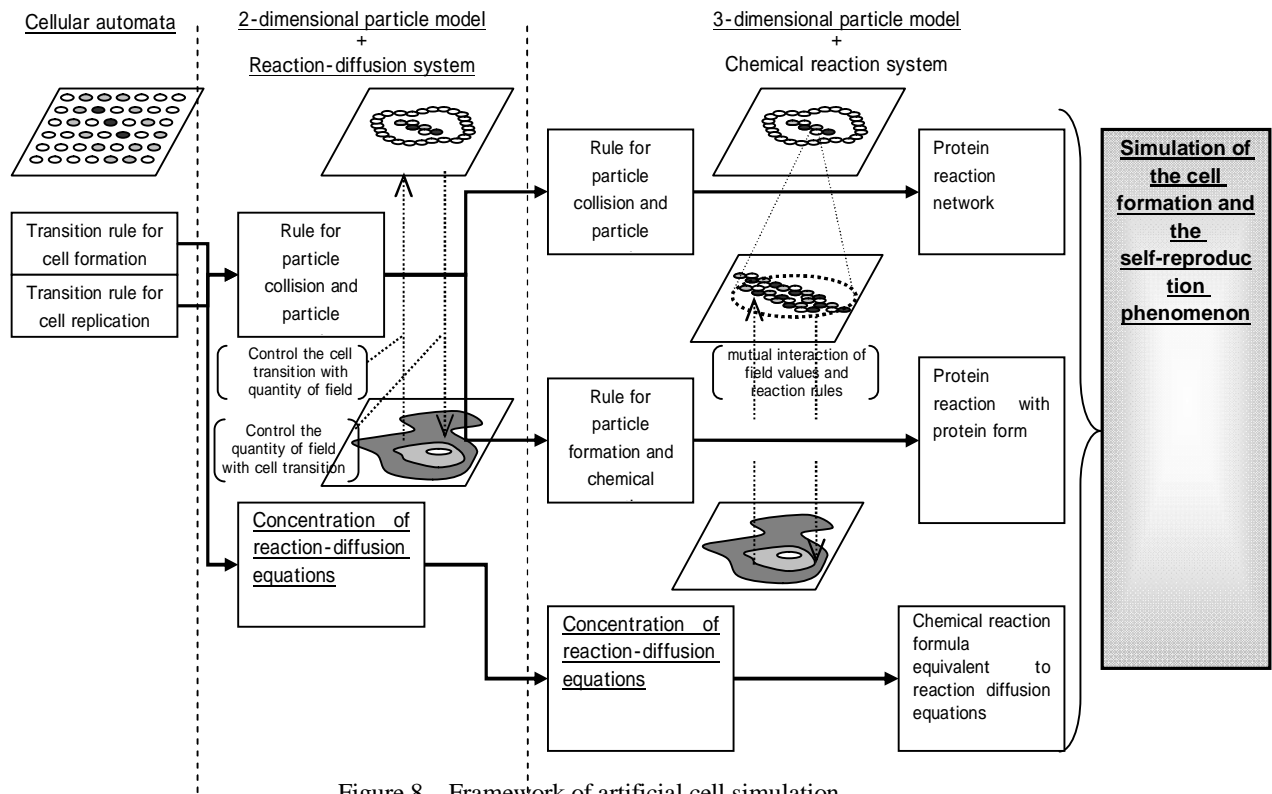 Cellular automata
2-dimensional particle model
+
Reaction-diffusion system
3-dimensional particle model
+
Chemical reaction system
Transition rule for
cell formation
Transition rule for
cell replication
Rule for
particle
collision and
particle
Control the cell
transition with
quantity of field
Control the
quantity of field
with cell transition
Concentration of
reaction-diffusion
equations
Rule for
particle
collision and
particle
mutual interaction of
field values and
reaction rules
Rule for
particle
formation and
chemical
Concentration of
reaction-diffusion
equations
Protein
reaction
network
Protein
reaction with
protein form
Chemical reaction
formula
equivalent to
reaction diffusion
equations
Simulation of
the cell
formation and
the
self-reproduc
tion
phenomenon
Figure 8 Framework of artificial cell simulation